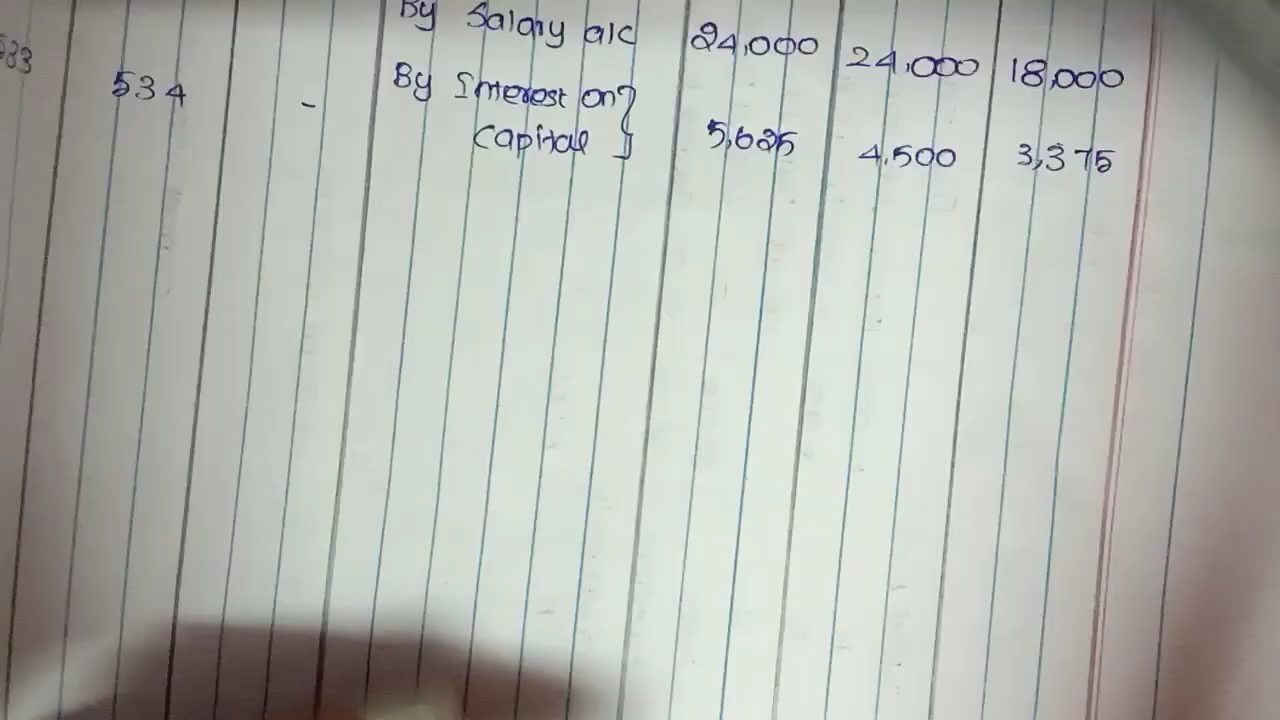 By Salary a/c 24,000 24,000 18,000
534 - By Interest on }
Capital } 5,625 4,500 3,375